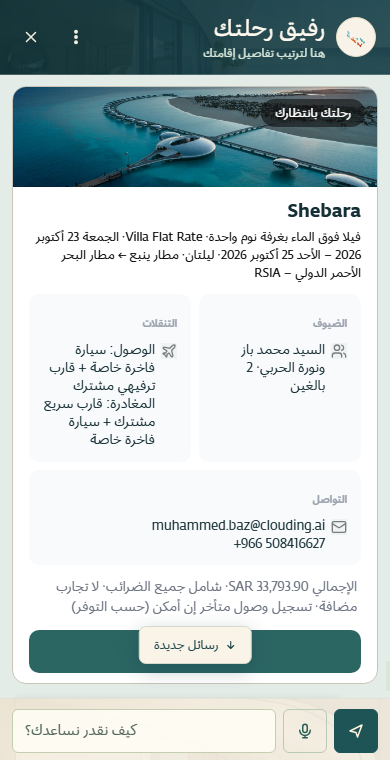 رفيق رحلتك
هنا لترتيب تفاصيل إقامتك
رحلتك بانتظارك
Shebara
فيلا فوق الماء بغرفة نوم واحدة · Villa Flat Rate · الجمعة 23 أكتوبر
2026 – الأحد 25 أكتوبر 2026 · ليلتان · مطار ينبع ← مطار البحر
الأحمر الدولي – RSIA
الضيوف
السيد محمد باز
ونورة الحربي · 2
بالغين
التنقلات
الوصول: سيارة
فاخرة خاصة + قارب
ترفيهي مشترك
المغادرة: قارب سريع
مشترك + سيارة
فاخرة خاصة
التواصل
muhammed.baz@clouding.ai
+966 508416627
الإجمالي SAR 33,793.90 · شامل جميع الضرائب · لا تجارب
مضافة · تسجيل وصول متأخر إن أمكن (حسب التوفر)
↓ رسائل جديدة
كيف نقدر نساعدك؟